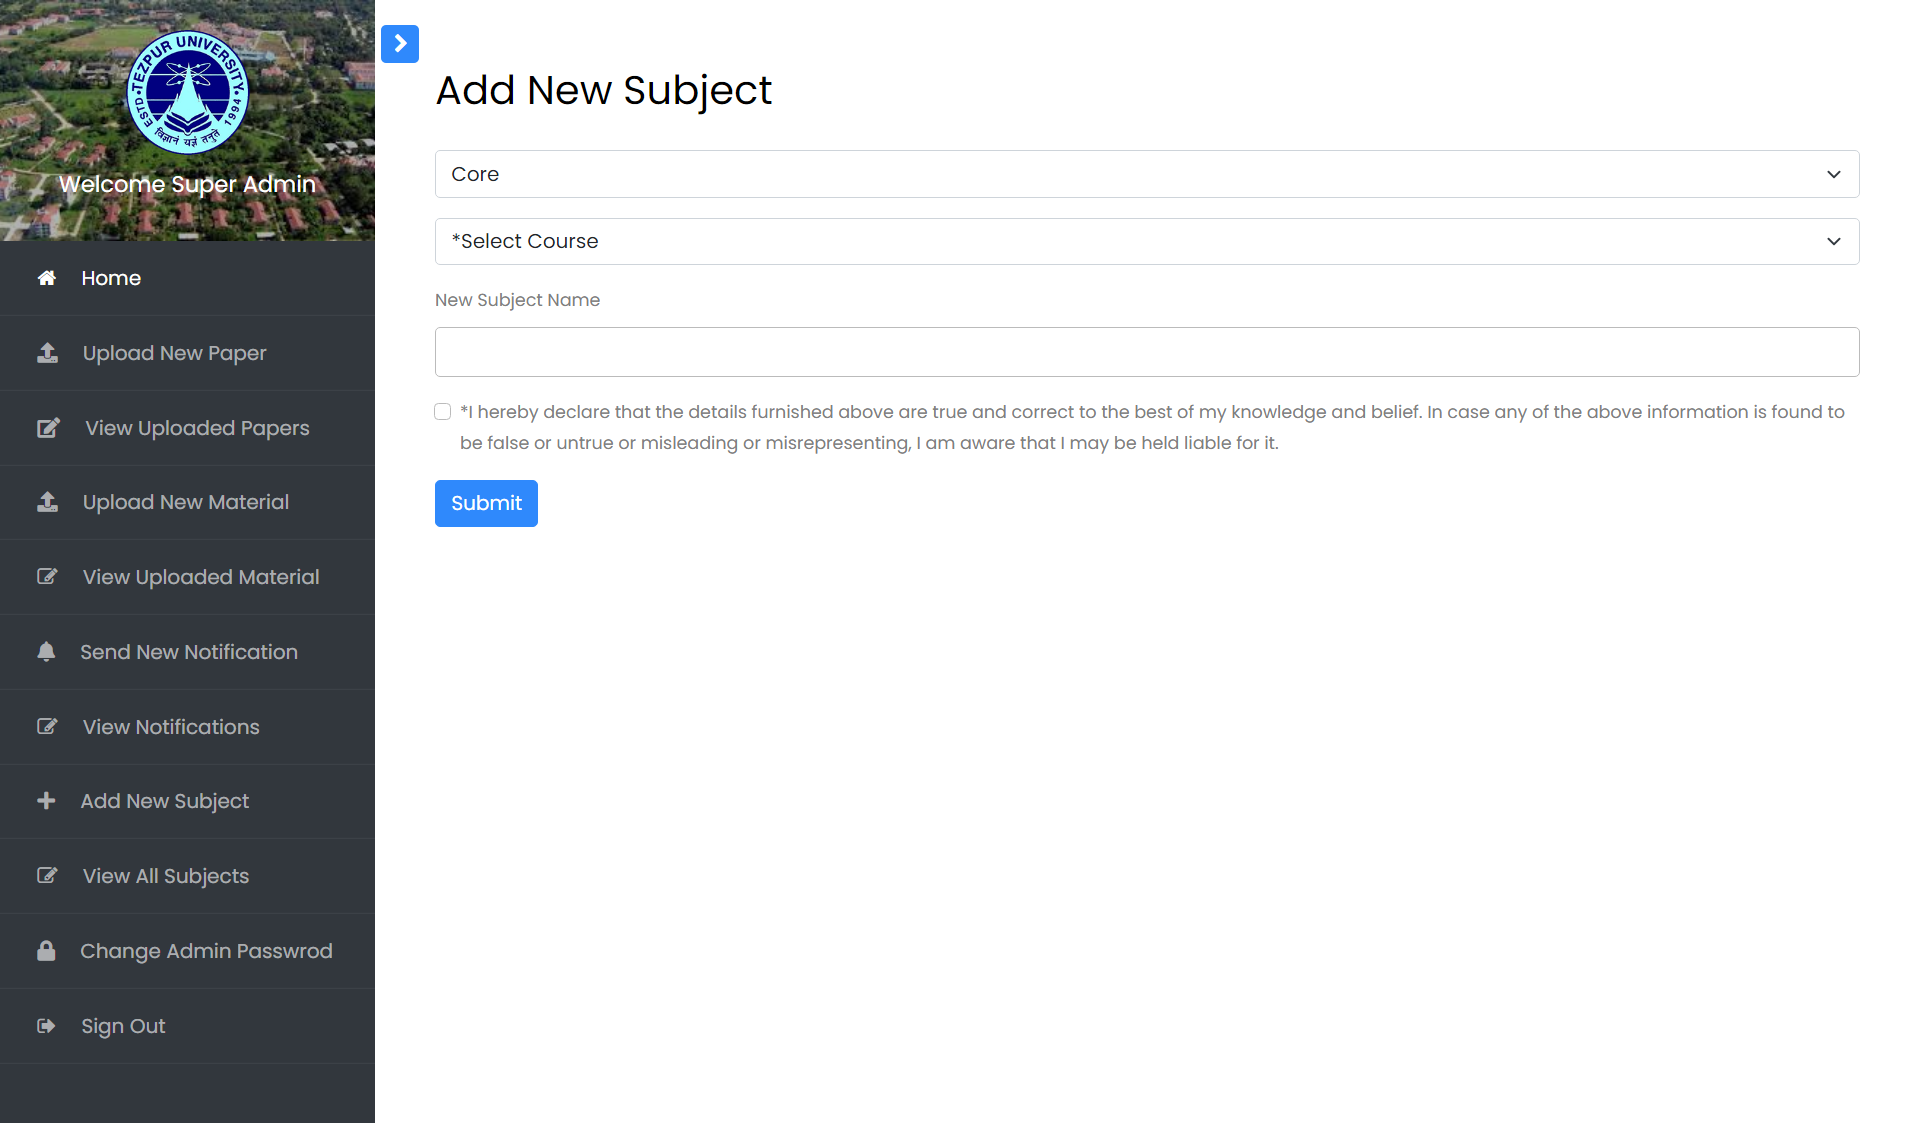 TEZPUR UNIVERSITY
ESTD 1994
विज्ञानं यज्ञं तनुते
Welcome Super Admin
Home
Upload New Paper
View Uploaded Papers
Upload New Material
View Uploaded Material
Send New Notification
View Notifications
Add New Subject
View All Subjects
Change Admin Passwrod
Sign Out
Add New Subject
Core
*Select Course
New Subject Name
*I hereby declare that the details furnished above are true and correct to the best of my knowledge and belief. In case any of the above information is found to
be false or untrue or misleading or misrepresenting, I am aware that I may be held liable for it.
Submit